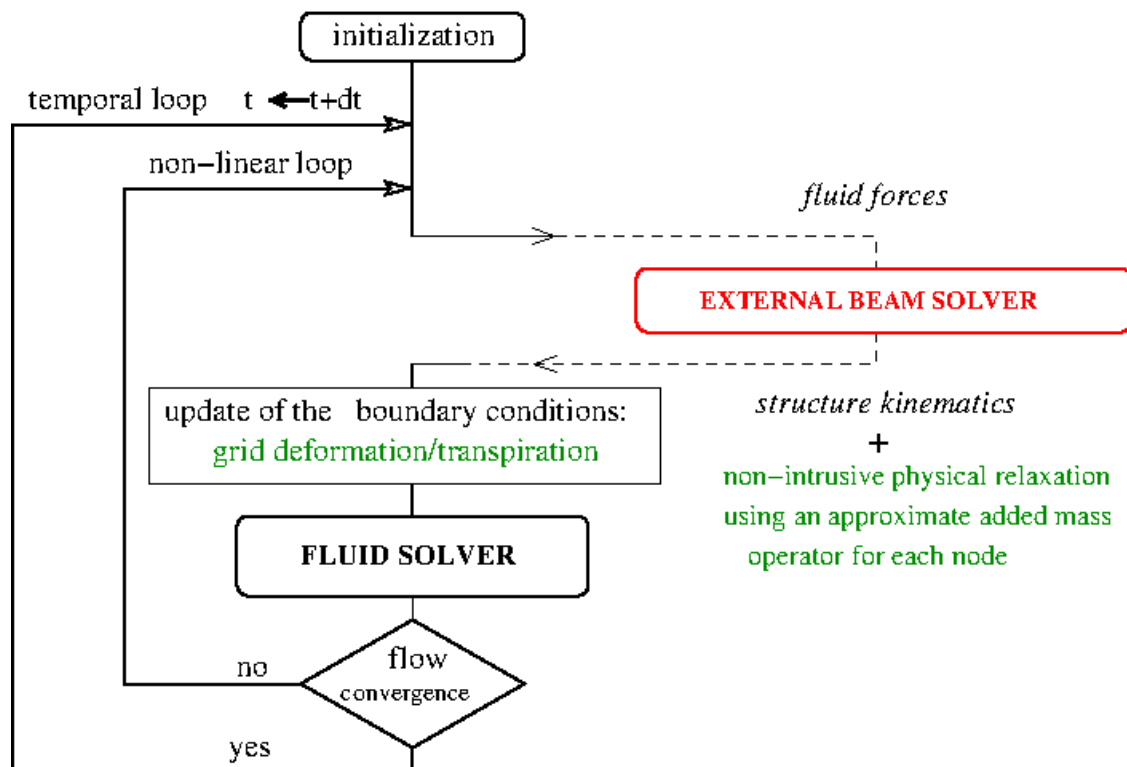 initialization
temporal loop t ← t+dt
non−linear loop
fluid forces
EXTERNAL BEAM SOLVER
update of the boundary conditions:
grid deformation/transpiration
structure kinematics
+
non−intrusive physical relaxation
using an approximate added mass
operator for each node
FLUID SOLVER
flow
convergence
no
yes